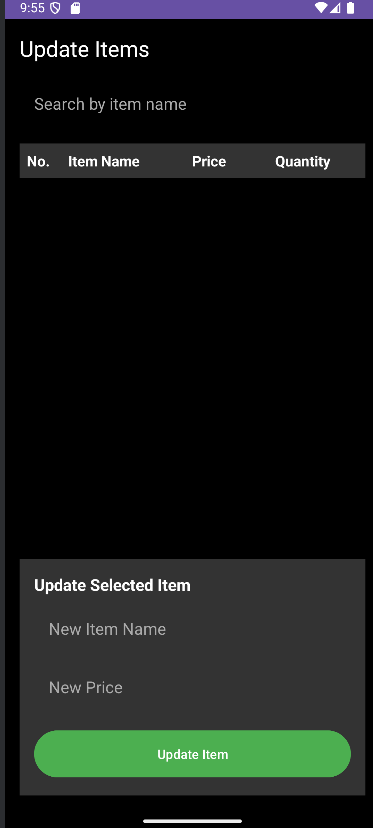 9:55
Update Items
Search by item name
No. Item Name Price Quantity
Update Selected Item
New Item Name
New Price
Update Item